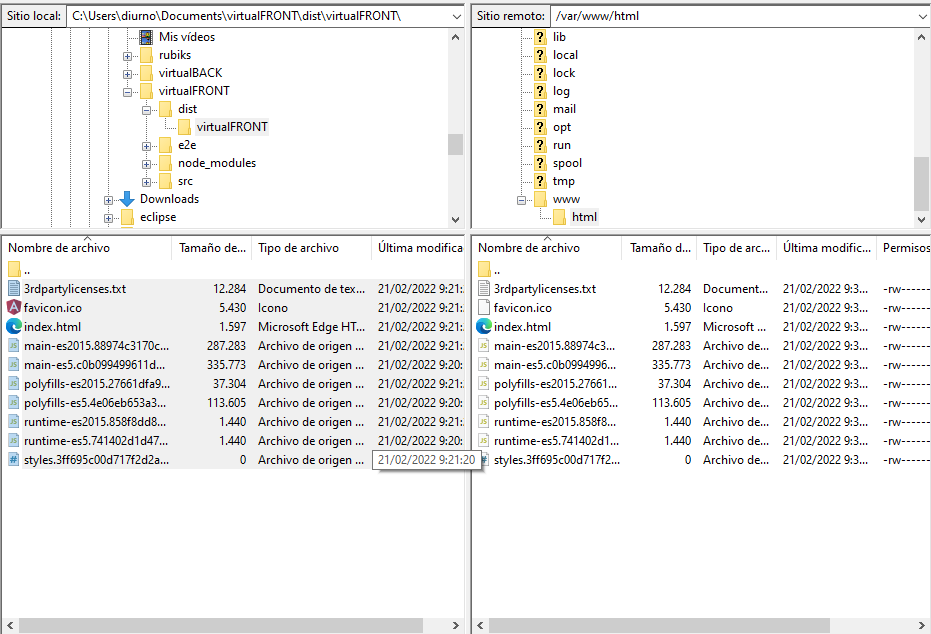 Sitio local: C:\Users\diurno\Documents\virtualFRONT\dist\virtualFRONT\
Mis vídeos
rubiks
virtualBACK
virtualFRONT
dist
virtualFRONT
e2e
node_modules
src
Downloads
eclipse
Nombre de archivo Tamaño de... Tipo de archivo Última modifica
..
3rdpartylicenses.txt 12.284 Documento de tex... 21/02/2022 9:21:
favicon.ico 5.430 Icono 21/02/2022 9:21:
index.html 1.597 Microsoft Edge HT... 21/02/2022 9:21:
main-es2015.88974c3170c... 287.283 Archivo de origen ... 21/02/2022 9:21:
main-es5.c0b099499611d... 335.773 Archivo de origen ... 21/02/2022 9:20:
polyfills-es2015.27661dfa9... 37.304 Archivo de origen ... 21/02/2022 9:21:
polyfills-es5.4e06eb653a3... 113.605 Archivo de origen ... 21/02/2022 9:20:
runtime-es2015.858f8dd8... 1.440 Archivo de origen ... 21/02/2022 9:21:
runtime-es5.741402d1d47... 1.440 Archivo de origen ... 21/02/2022 9:20:
styles.3ff695c00d717f2d2a... 0 Archivo de origen ... 21/02/2022 9:21:20
Sitio remoto: /var/www/html
lib
local
lock
log
mail
opt
run
spool
tmp
www
html
Nombre de archivo Tamaño d... Tipo de arc... Última modific... Permisos
..
3rdpartylicenses.txt 12.284 Document... 21/02/2022 9:3... -rw------
favicon.ico 5.430 Icono 21/02/2022 9:3... -rw------
index.html 1.597 Microsoft ... 21/02/2022 9:3... -rw------
main-es2015.88974c3... 287.283 Archivo de... 21/02/2022 9:3... -rw------
main-es5.c0b0994996... 335.773 Archivo de... 21/02/2022 9:3... -rw------
polyfills-es2015.27661... 37.304 Archivo de... 21/02/2022 9:3... -rw------
polyfills-es5.4e06eb65... 113.605 Archivo de... 21/02/2022 9:3... -rw------
runtime-es2015.858f8... 1.440 Archivo de... 21/02/2022 9:3... -rw------
runtime-es5.741402d1... 1.440 Archivo de... 21/02/2022 9:3... -rw------
styles.3ff695c00d717f2... 0 Archivo de... 21/02/2022 9:3... -rw------